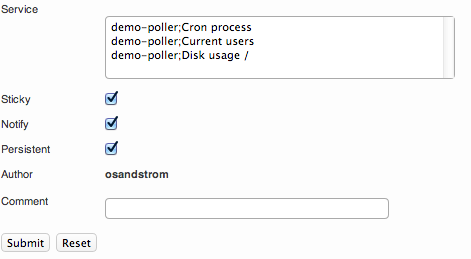 Service
demo-poller;Cron process
demo-poller;Current users
demo-poller;Disk usage /
Sticky
Notify
Persistent
Author osandstrom
Comment
Submit Reset